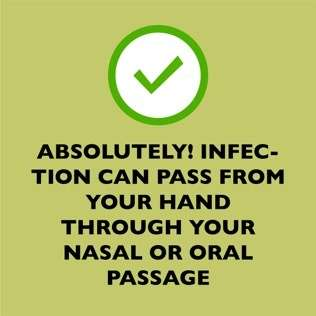 ABSOLUTELY! INFEC-
TION CAN PASS FROM
YOUR HAND
THROUGH YOUR
NASAL OR ORAL
PASSAGE